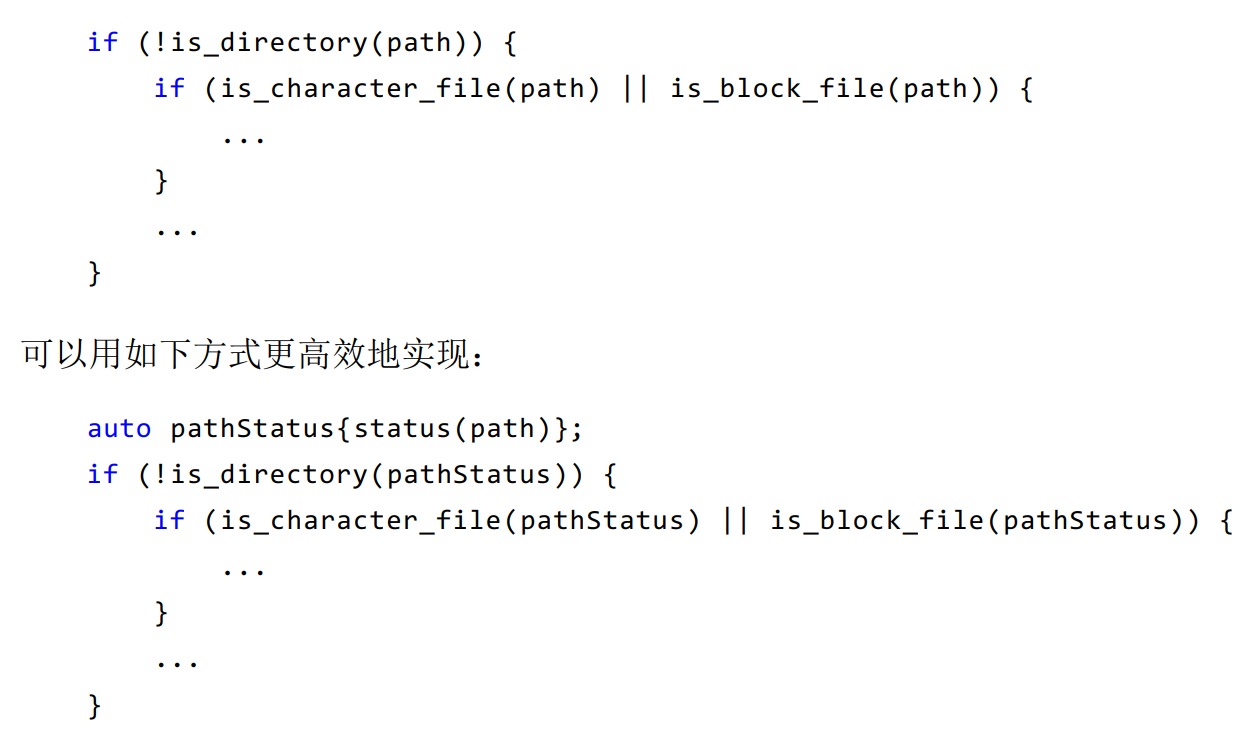 if (!is_directory(path)) {
    if (is_character_file(path) || is_block_file(path)) {
        ...
    }
    ...
}
可以用如下方式更高效地实现：
auto pathStatus{status(path)};
if (!is_directory(pathStatus)) {
    if (is_character_file(pathStatus) || is_block_file(pathStatus)) {
        ...
    }
    ...
}